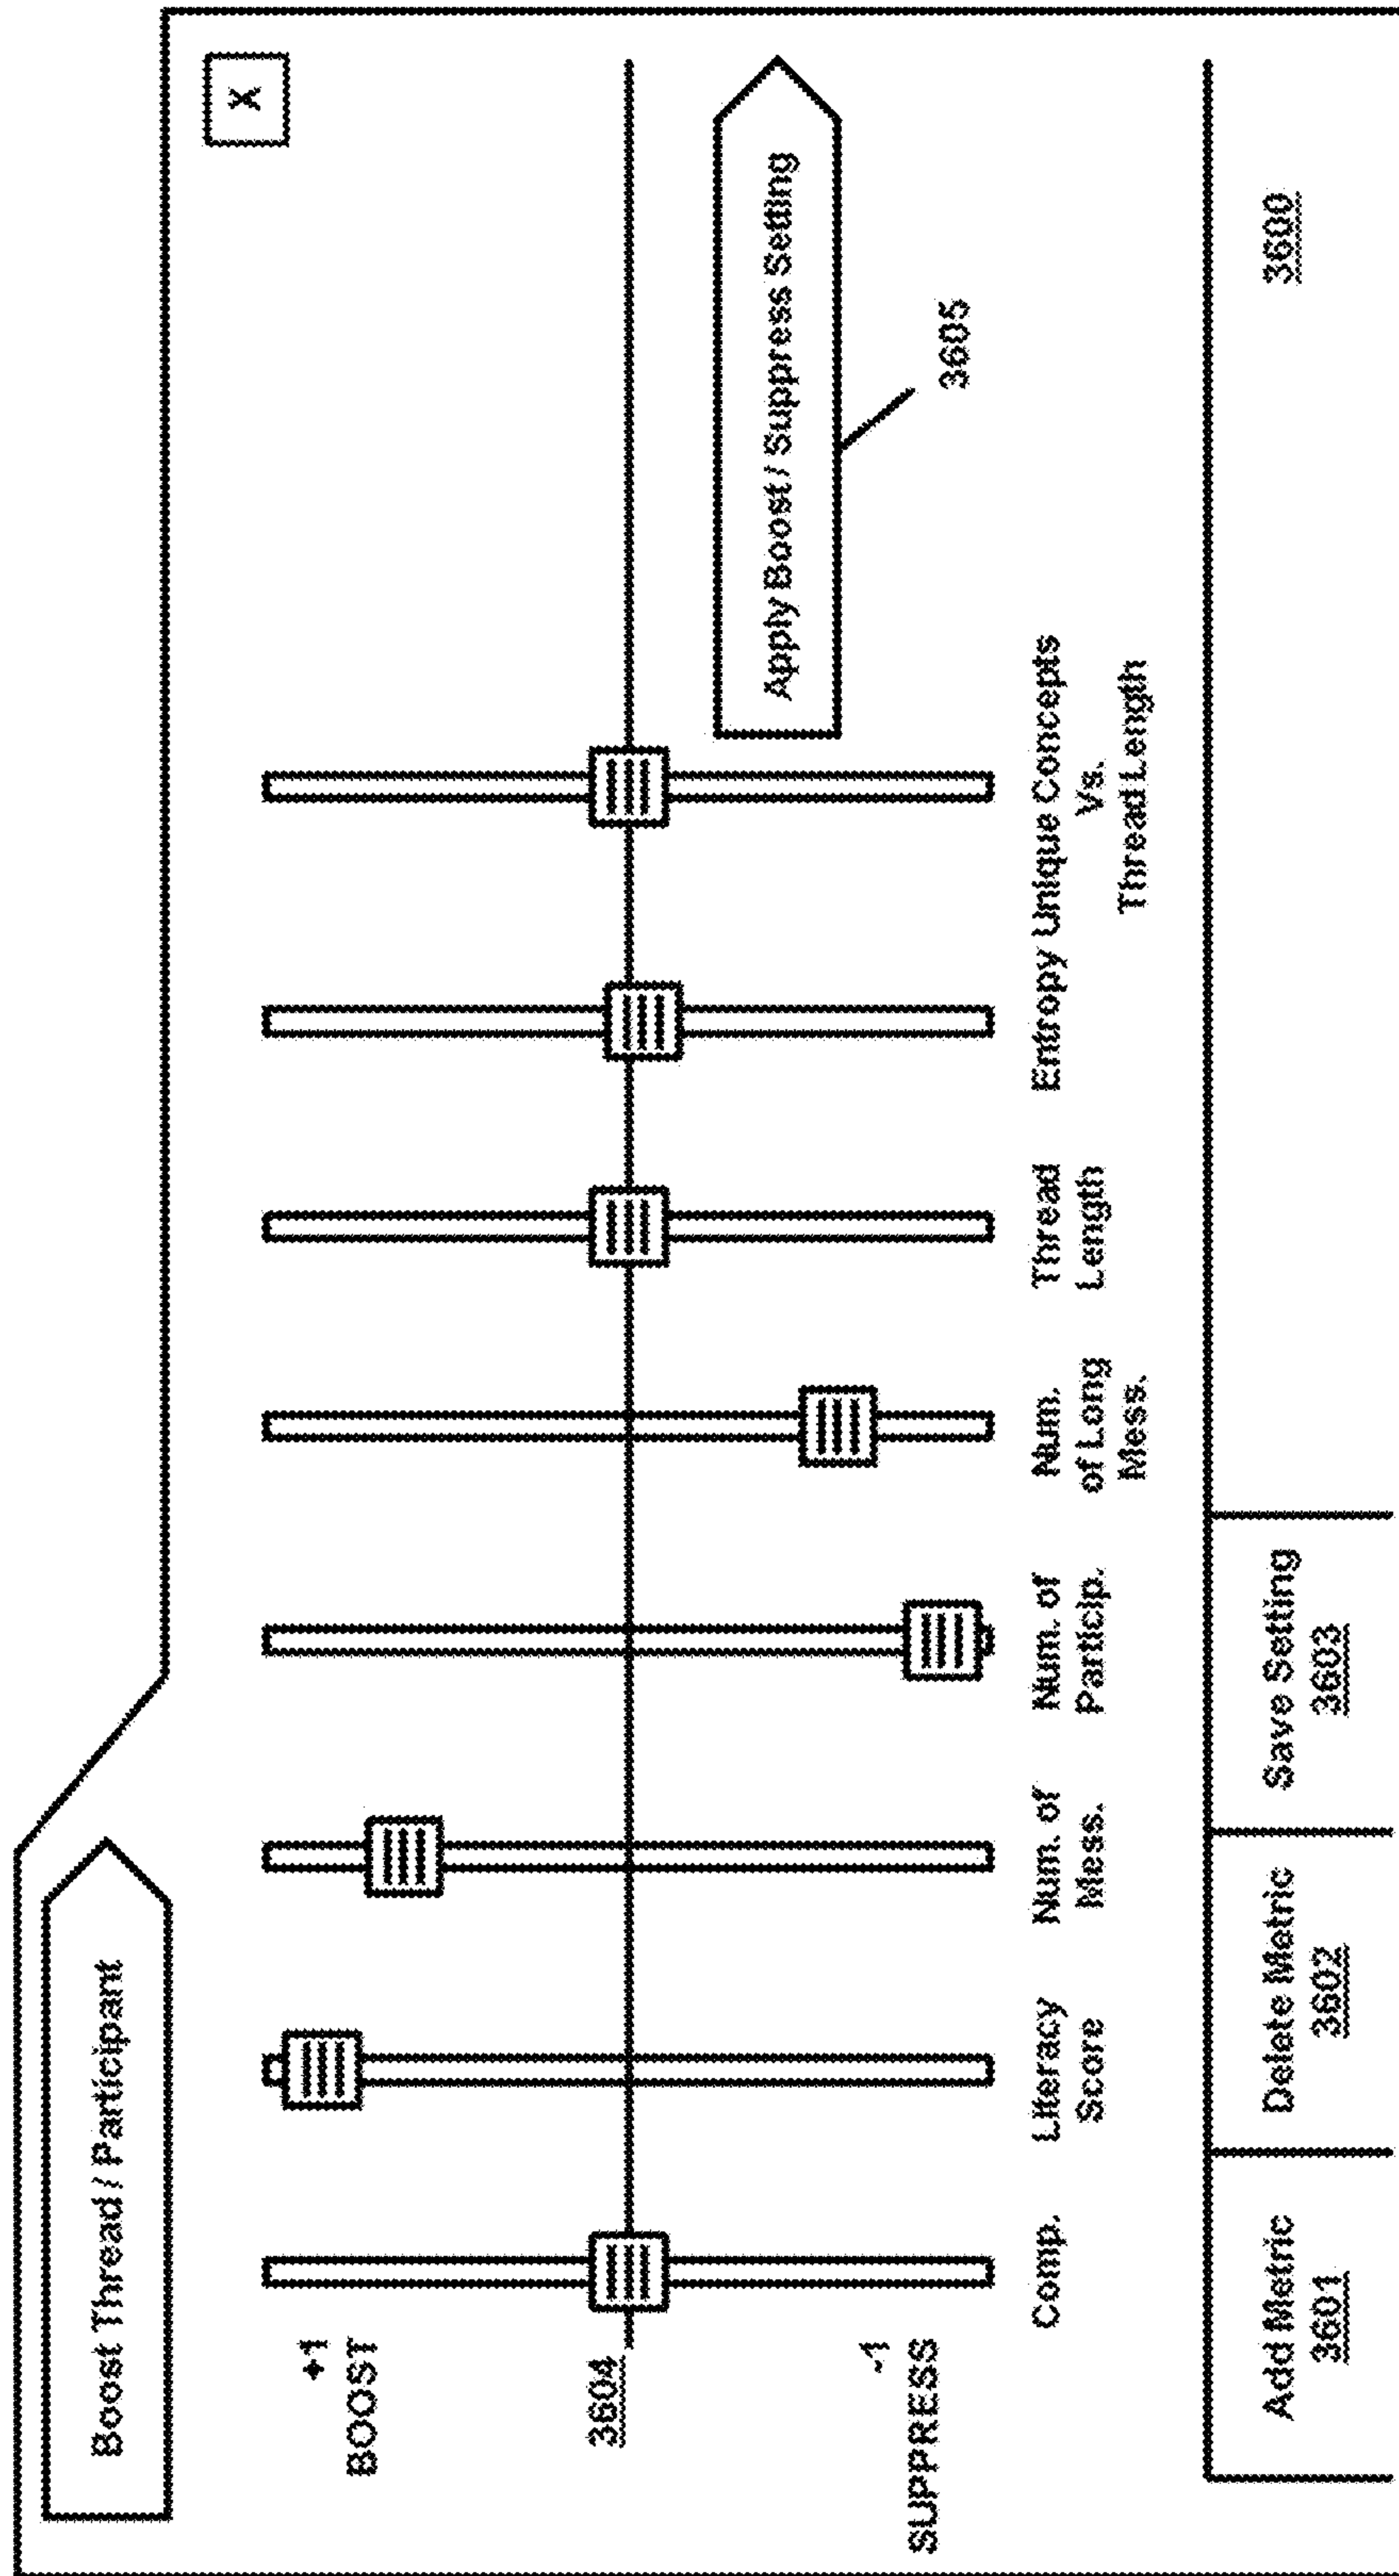 Boost Thread / Participant
X
+1
BOOST
3604
-1
SUPPRESS
Apply Boost / Suppress Setting
3605
Comp.
Literacy
Score
Num. of
Mess.
Num. of
Particip.
Num.
of Long
Mess.
Thread
Length
Entropy Unique Concepts
Vs.
Thread Length
Add Metric
3601
Delete Metric
3602
Save Setting
3603
3600